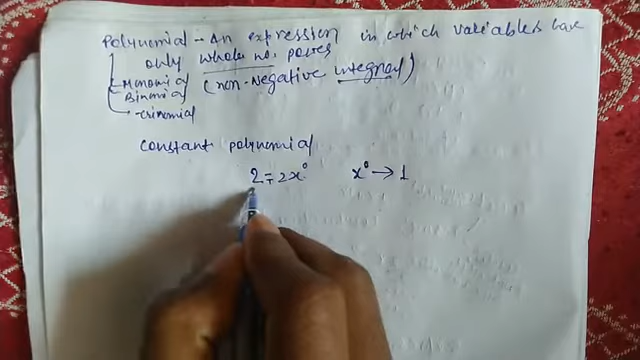 Polynomial - An expression in which variables have
only whole no. powers
(non-negative integral)
Monomial
Binomial
Trinomial
constant polynomial
2 = 2x⁰ x⁰ → 1